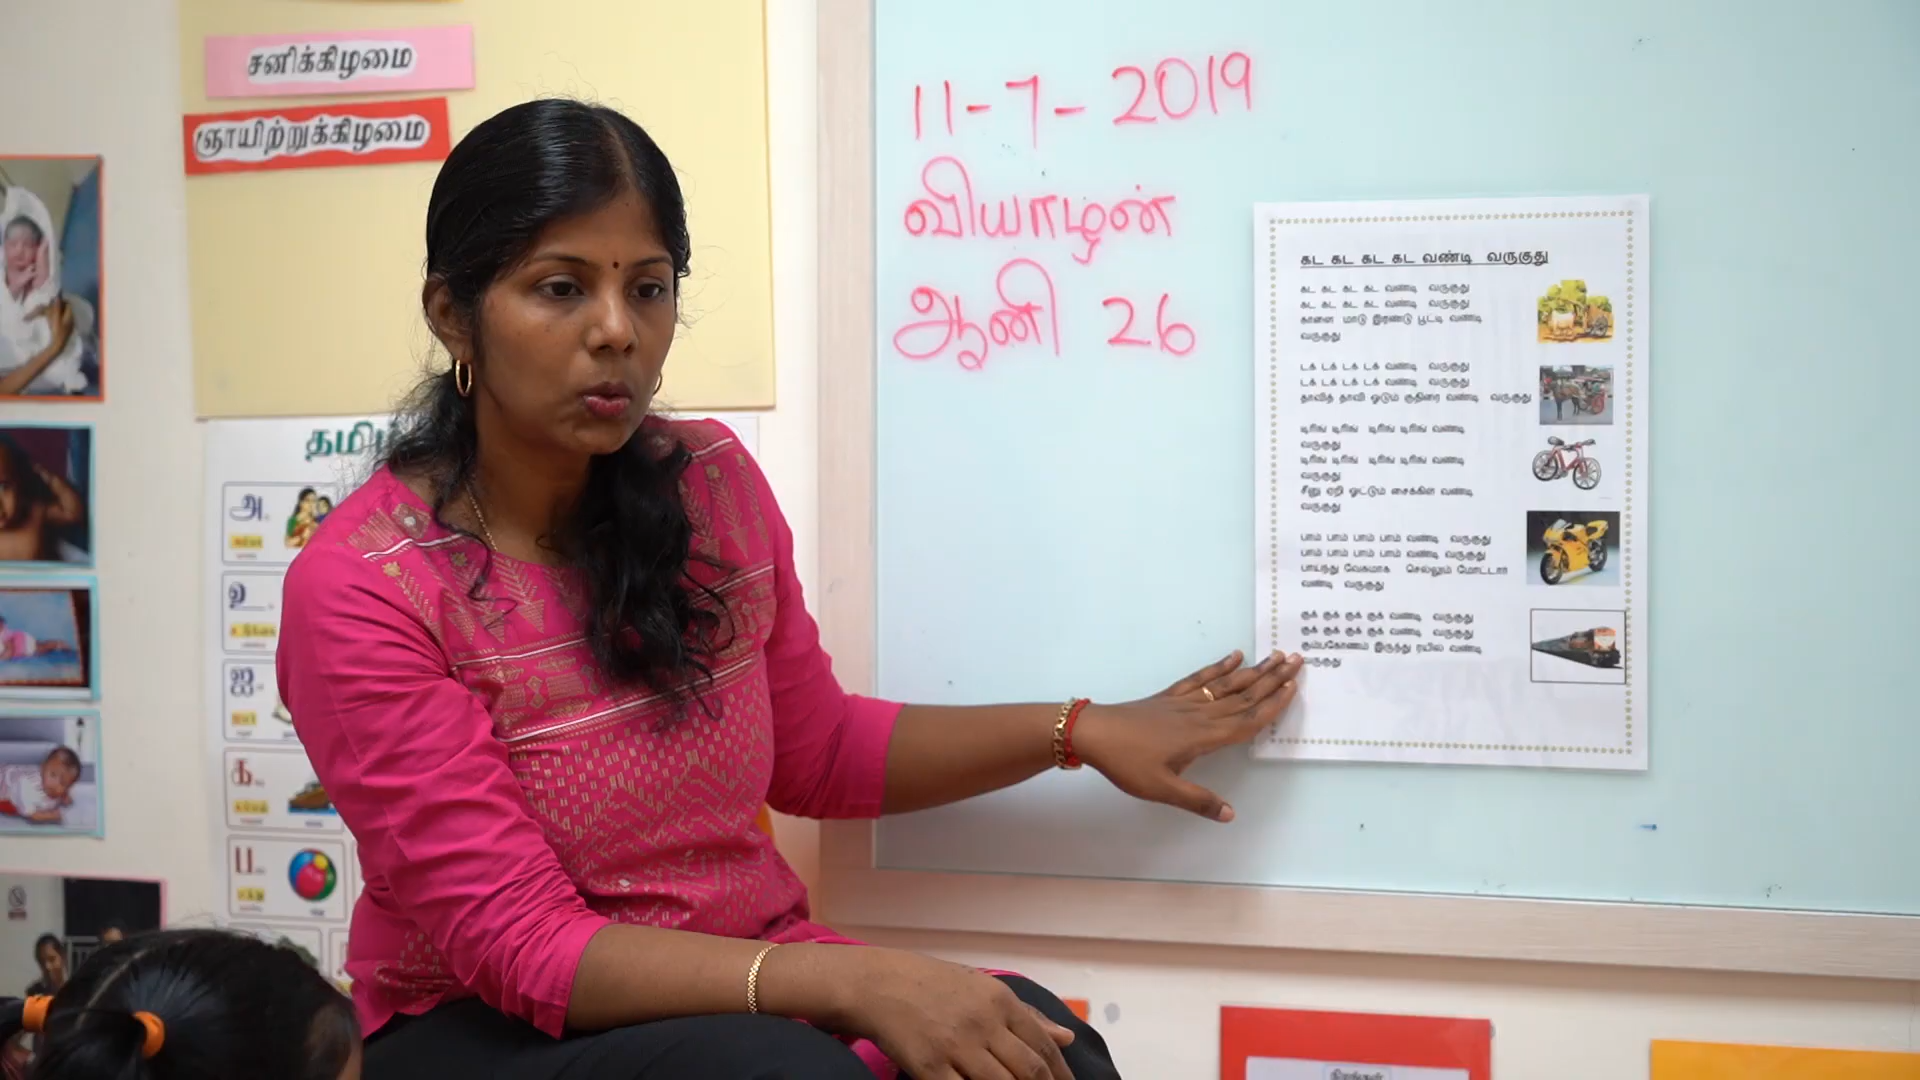 சனிக்கிழமை
ஞாயிற்றுக்கிழமை
தமிழ்
அ
உ
ஐ
க
ப
11-7-2019
வியாழன்
ஆனி 26
கட கட கட கட வண்டி வருகுது
கட கட கட கட வண்டி வருகுது
கட கட கட கட வண்டி வருகுது
காளை மாடு இரண்டு பூட்டி வண்டி
வருகுது
டக் டக் டக் டக் வண்டி வருகுது
டக் டக் டக் டக் வண்டி வருகுது
தாவித் தாவி ஓடும் குதிரை வண்டி வருகுது
டிரிங் டிரிங் டிரிங் டிரிங் வண்டி
வருகுது
டிரிங் டிரிங் டிரிங் டிரிங் வண்டி
வருகுது
சீனு ஏறி ஓட்டும் சைக்கிள் வண்டி
வருகுது
பாம் பாம் பாம் பாம் வண்டி வருகுது
பாம் பாம் பாம் பாம் வண்டி வருகுது
பாய்ந்து வேகமாக செல்லும் மோட்டார்
வண்டி வருகுது
குக் குக் குக் குக் வண்டி வருகுது
குக் குக் குக் குக் வண்டி வருகுது
கும்பகோணம் இருந்து ரயில் வண்டி
வருகுது
நிறங்கள்